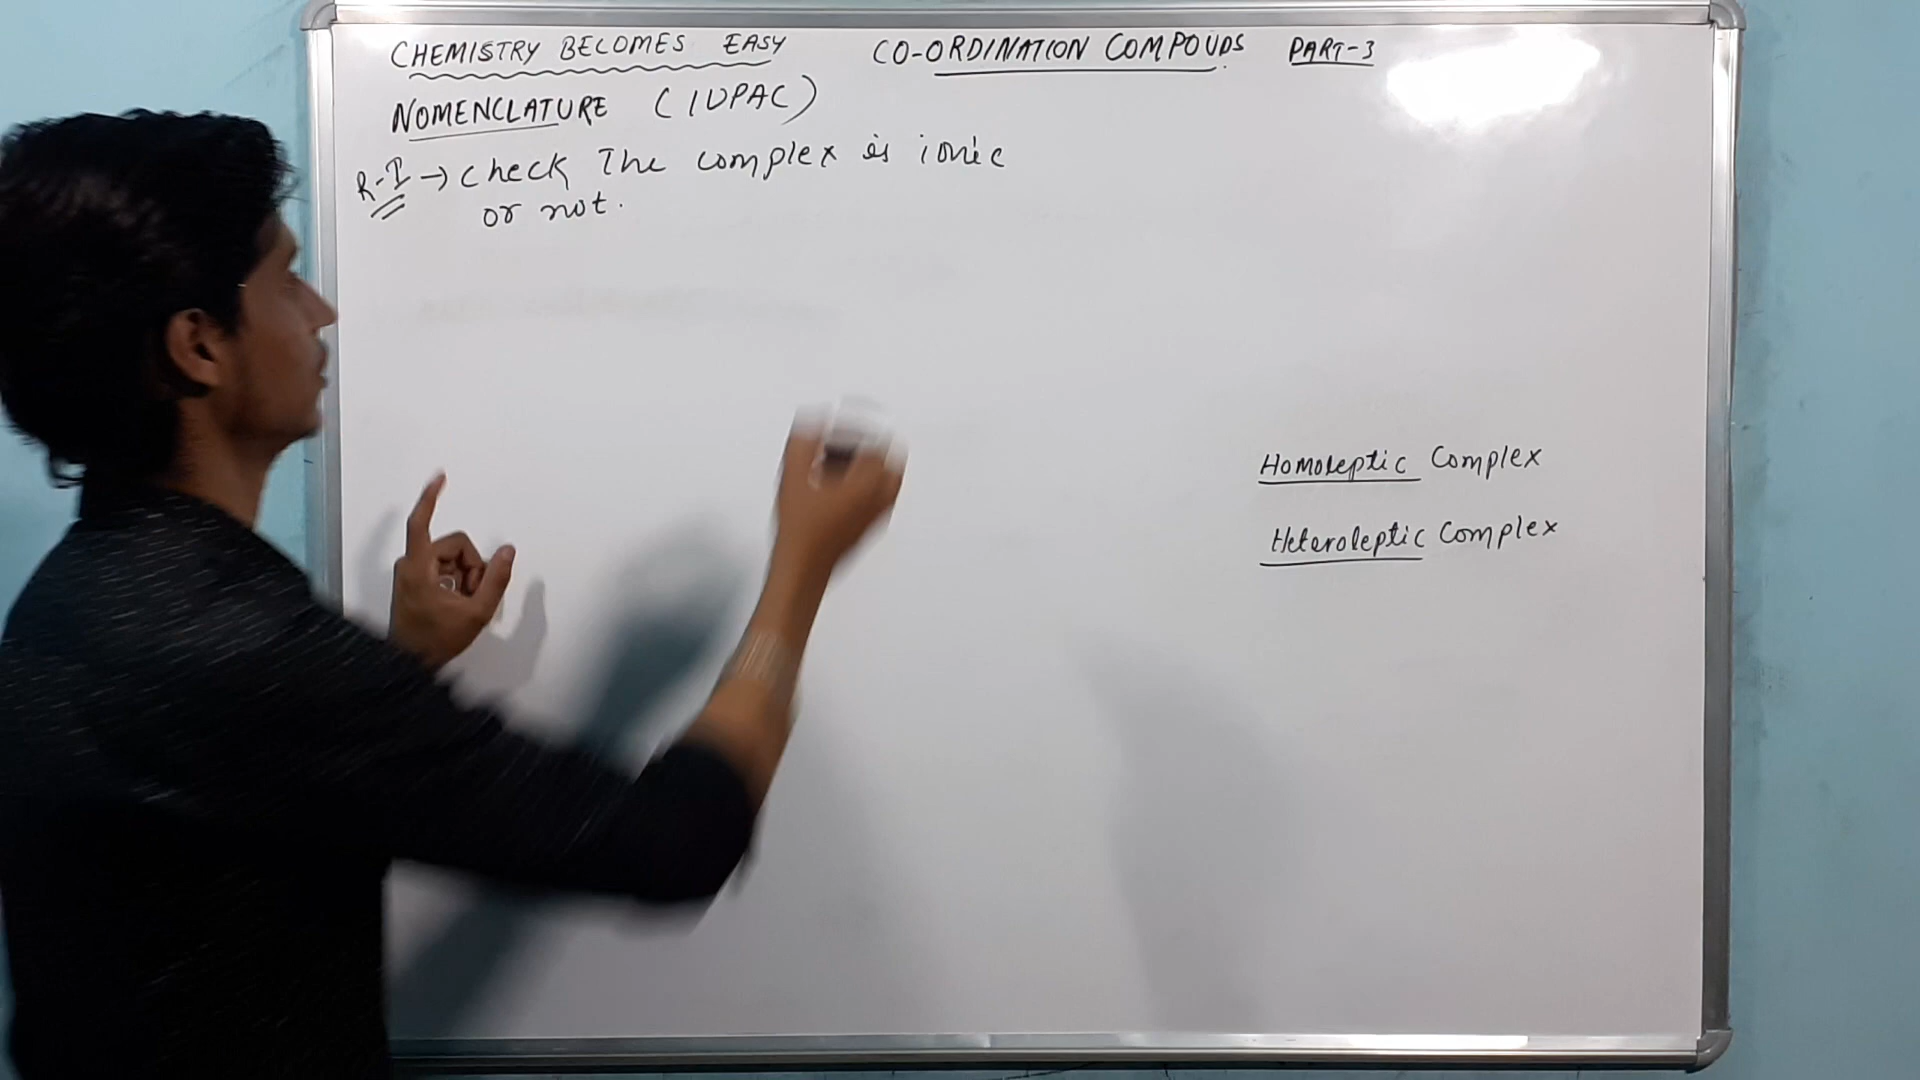 CHEMISTRY BECOMES EASY CO-ORDINATION COMPOUDS PART-3
NOMENCLATURE (IUPAC)
R-I → check The complex is ionic
or not.
Homoleptic Complex
Heteroleptic Complex